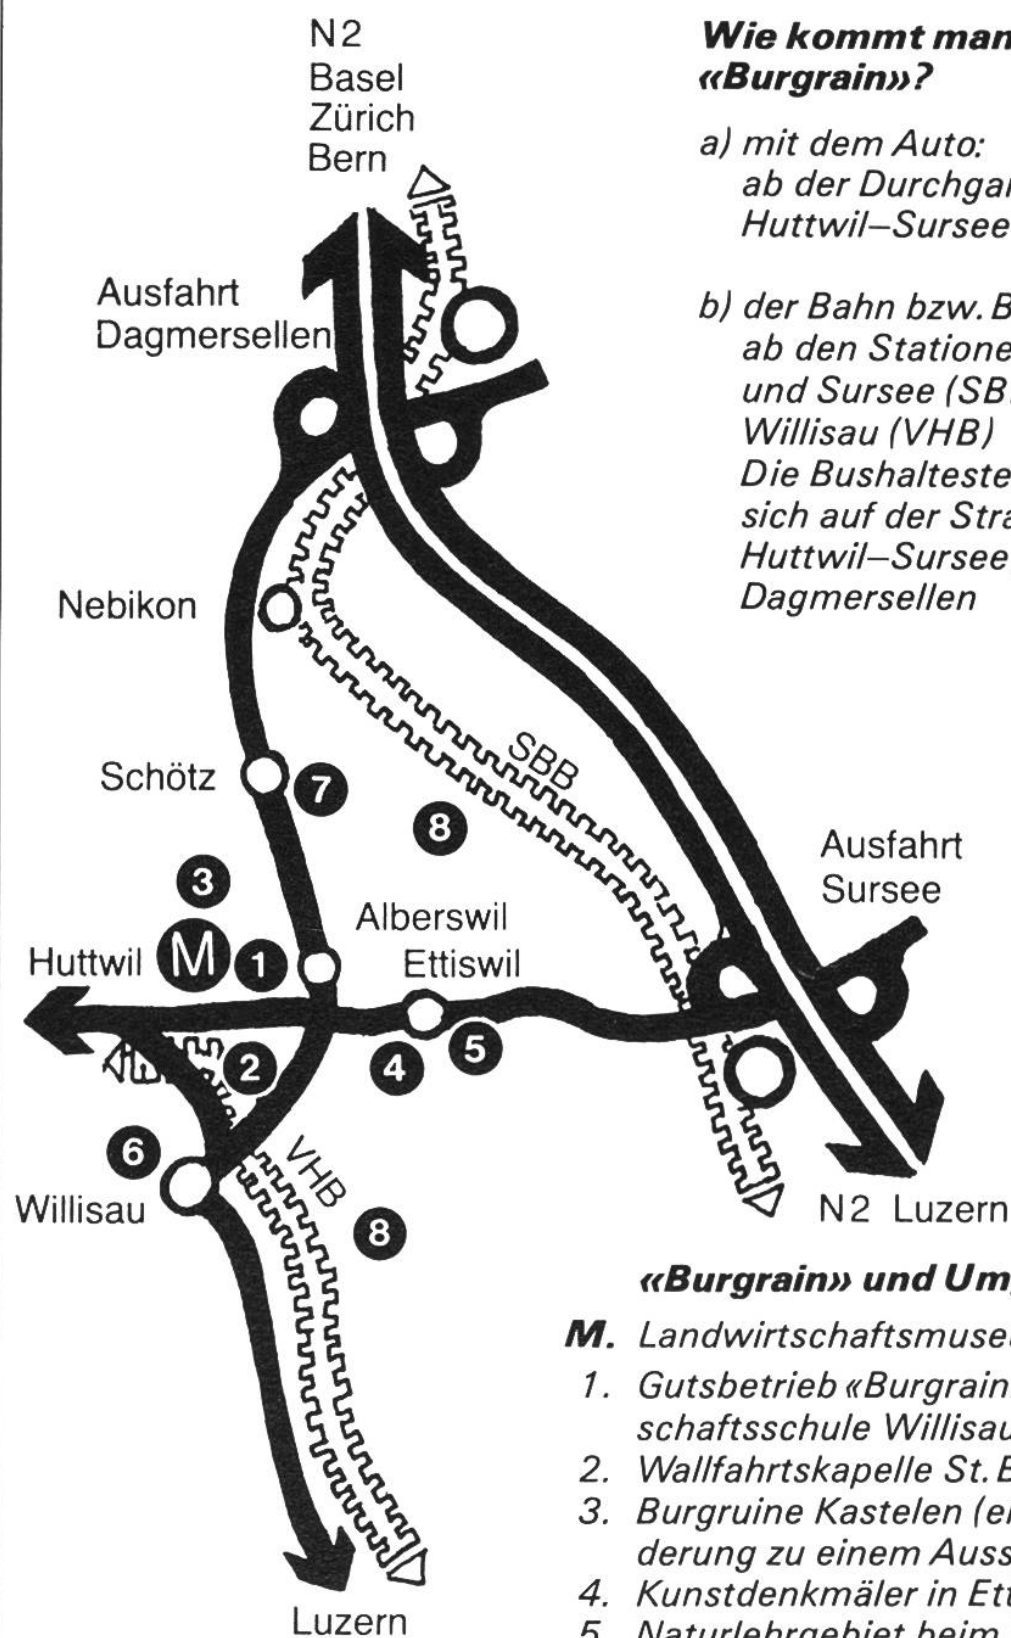 N2
Basel
Zürich
Bern
Wie kommt man
«Burgrain»?
a) mit dem Auto:
ab der Durchga
Huttwil–Sursee
b) der Bahn bzw. B
ab den Statione
und Sursee (SB
Willisau (VHB)
Die Bushalteste
sich auf der Stra
Huttwil–Sursee
Dagmersellen
Ausfahrt
Dagmersellen
Nebikon
SBB
Schötz
7
8
Ausfahrt
Sursee
3
Alberswil
Huttwil M 1 Ettiswil
2 4 5
6
VHB
Willisau
8
N2 Luzern
Luzern
«Burgrain» und Um
M. Landwirtschaftsmuse
1. Gutsbetrieb «Burgrain
schaftsschule Willisau
2. Wallfahrtskapelle St. B
3. Burgruine Kastelen (e
derung zu einem Auss
4. Kunstdenkmäler in Ett
5. Naturlehrgebiet beim